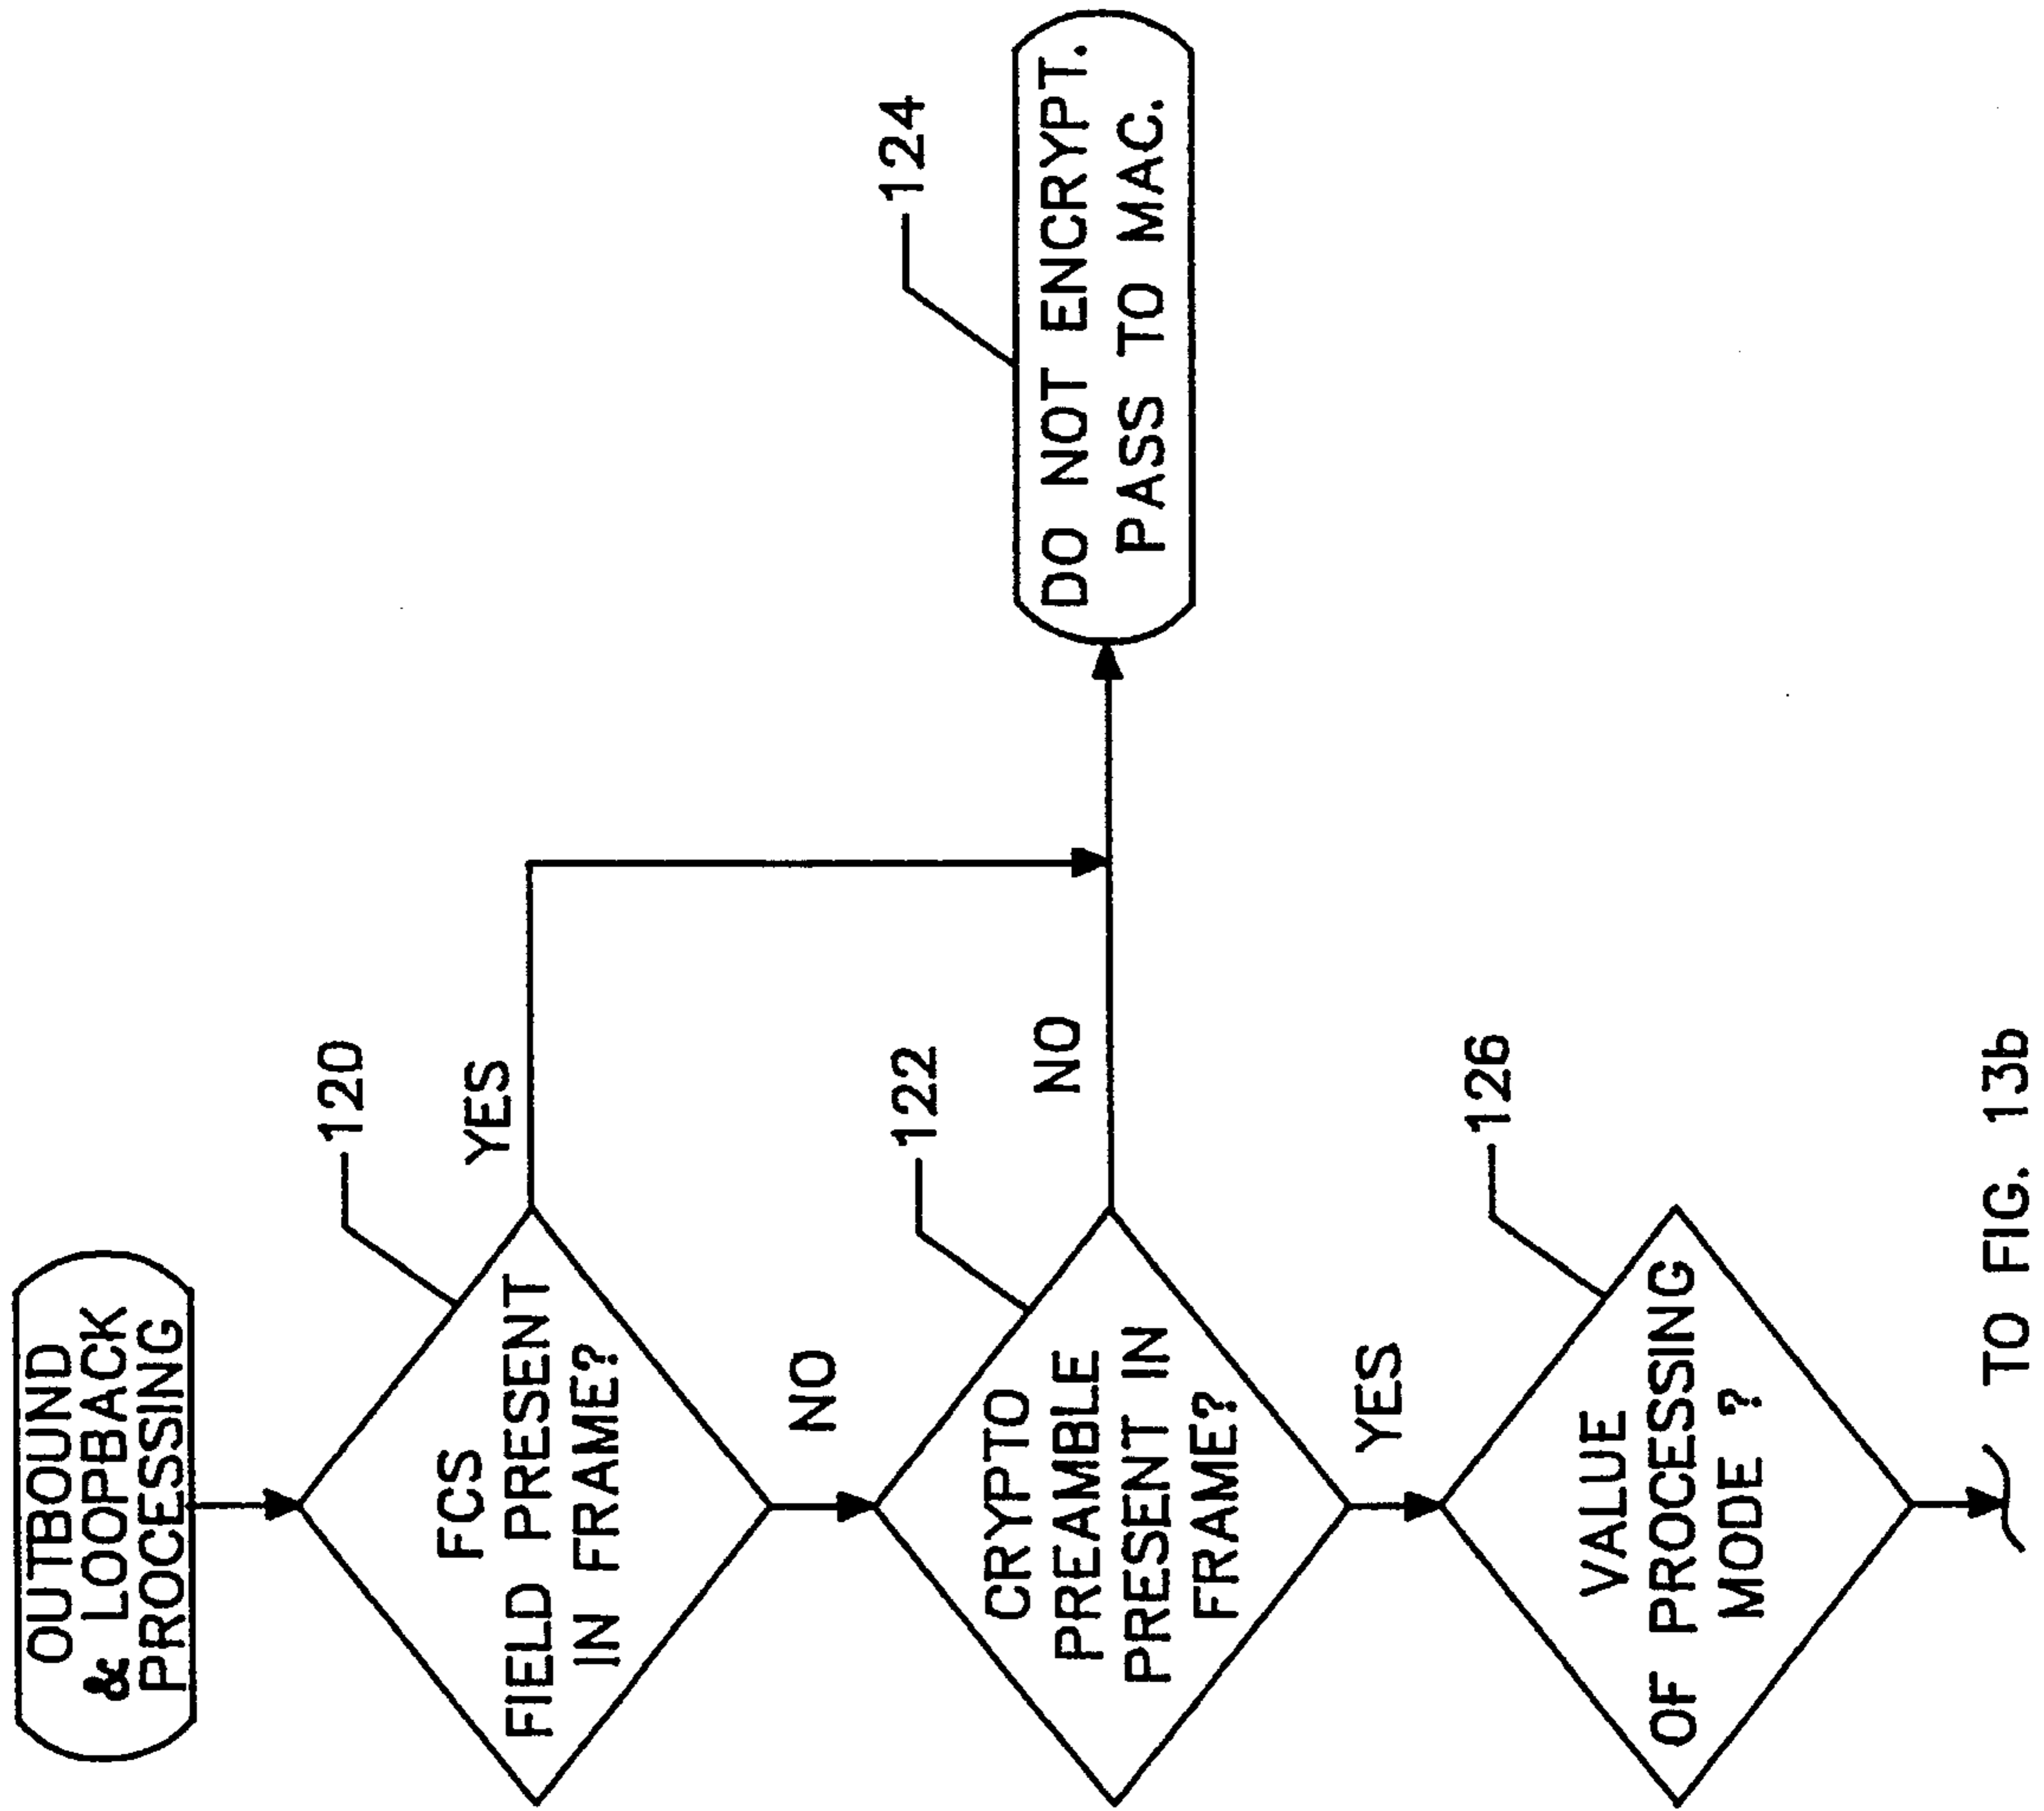 OUTBOUND
& LOOPBACK
PROCESSING
120
FCS
FIELD PRESENT
IN FRAME?
YES
NO
122
CRYPTO
PREAMBLE
PRESENT IN
FRAME?
NO
124
DO NOT ENCRYPT.
PASS TO MAC.
YES
126
VALUE
OF PROCESSING
MODE ?
TO FIG. 13b